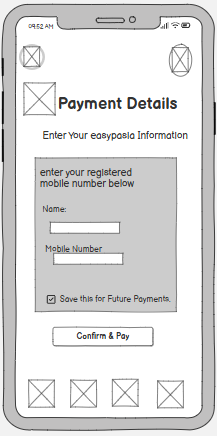 09:52 AM
Payment Details
Enter Your easypasia Information
enter your registered
mobile number below
Name:
Mobile Number
Save this for Future Payments.
Confirm & Pay